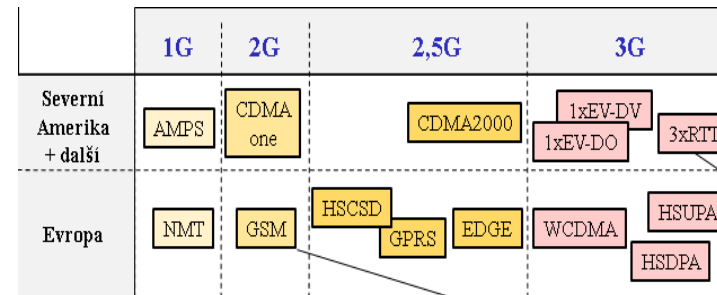 1G 2G 2,5G 3G
Severní
Amerika
+ další
AMPS
CDMA
one
CDMA2000
1xEV-DV
1xEV-DO
3xRTT
Evropa
NMT
GSM
HSCSD
GPRS
EDGE
WCDMA
HSUPA
HSDPA